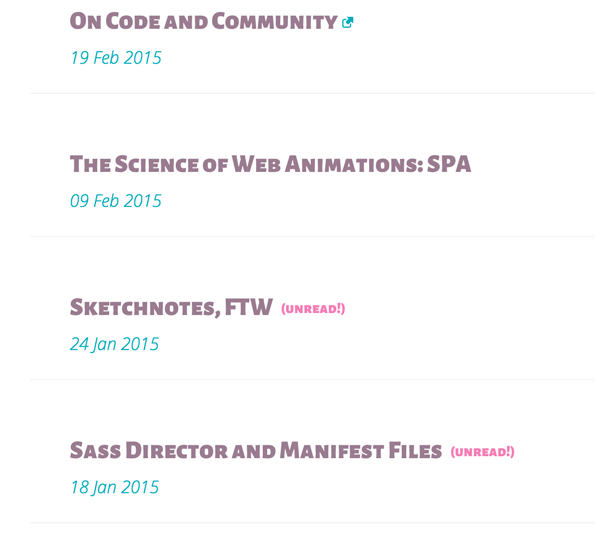 On Code and Community
19 Feb 2015
The Science of Web Animations: SPA
09 Feb 2015
Sketchnotes, FTW (unread!)
24 Jan 2015
Sass Director and Manifest Files (unread!)
18 Jan 2015